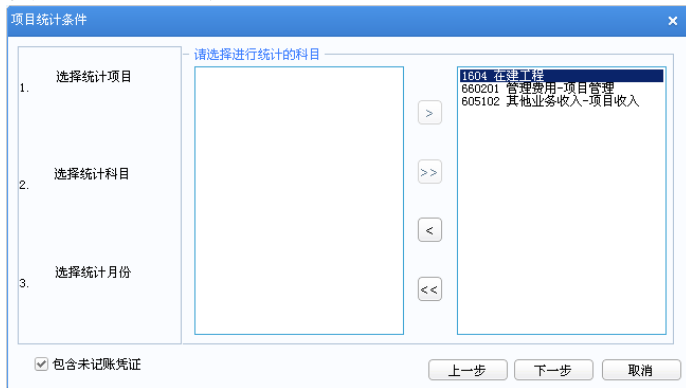 项目统计条件
×
请选择进行统计的科目
1. 选择统计项目
2. 选择统计科目
3. 选择统计月份
1604 在建工程
660201 管理费用-项目管理
605102 其他业务收入-项目收入
>
>>
<
<<
包含未记账凭证
上一步 下一步 取消